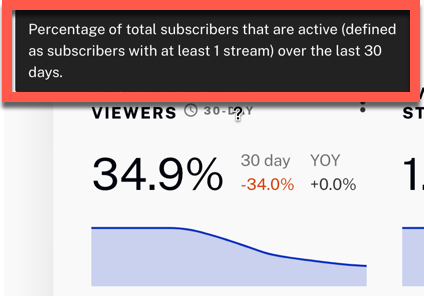 Percentage of total subscribers that are active (defined
as subscribers with at least 1 stream) over the last 30
days.
VIEWERS 30-DAY ?
34.9% 30 day YOY
-34.0% +0.0%
ST
1.